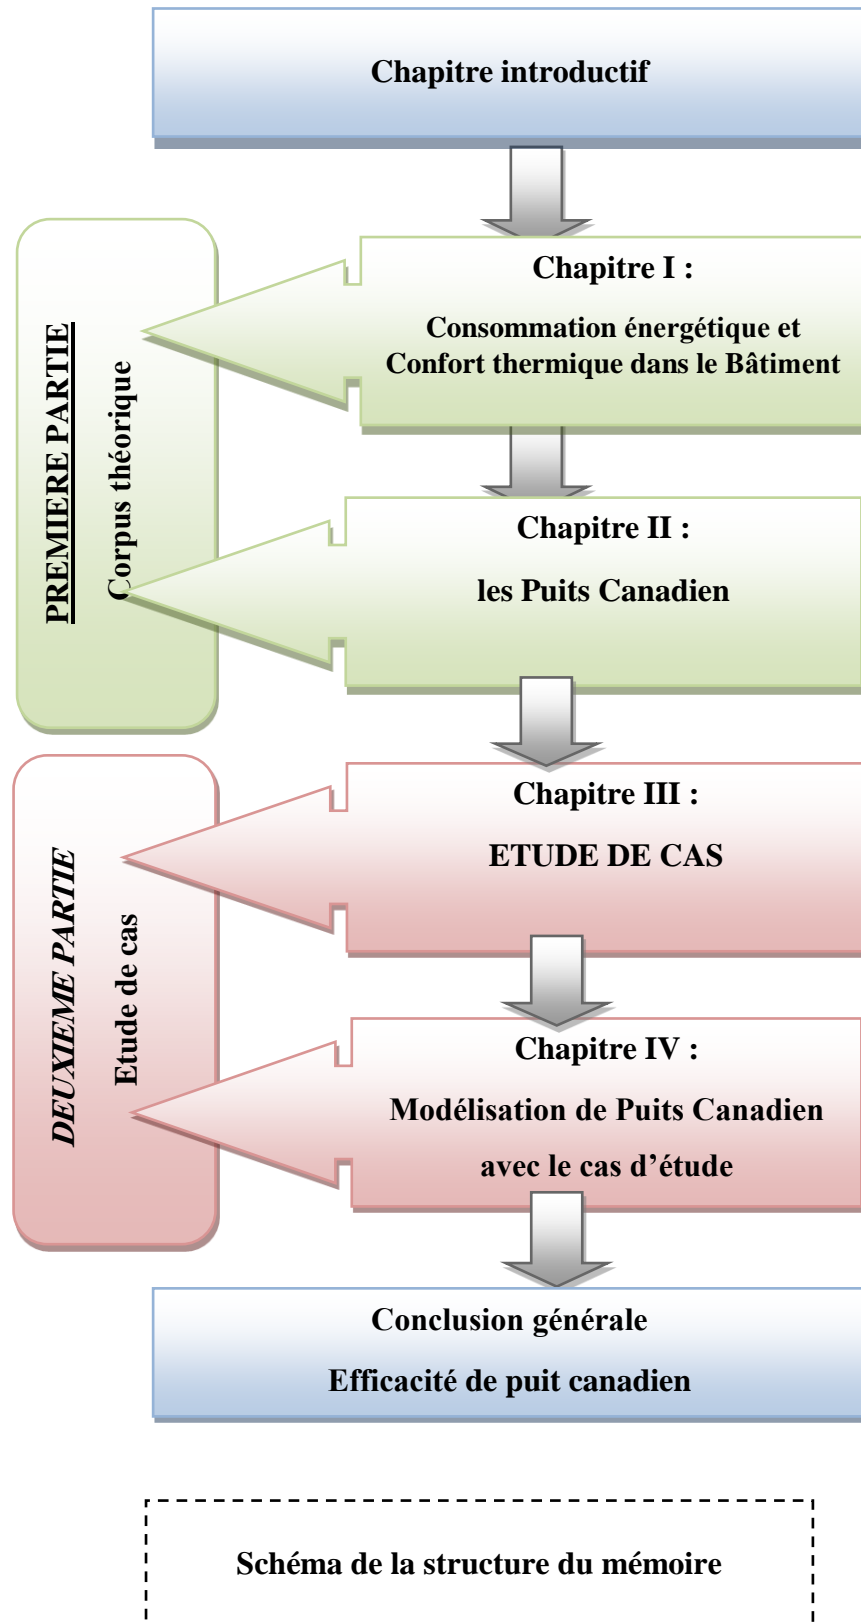 Chapitre introductif
PREMIERE PARTIE
Corpus théorique
Chapitre I :
Consommation énergétique et
Confort thermique dans le Bâtiment
Chapitre II :
les Puits Canadien
DEUXIEME PARTIE
Etude de cas
Chapitre III :
ETUDE DE CAS
Chapitre IV :
Modélisation de Puits Canadien
avec le cas d’étude
Conclusion générale
Efficacité de puit canadien
Schéma de la structure du mémoire